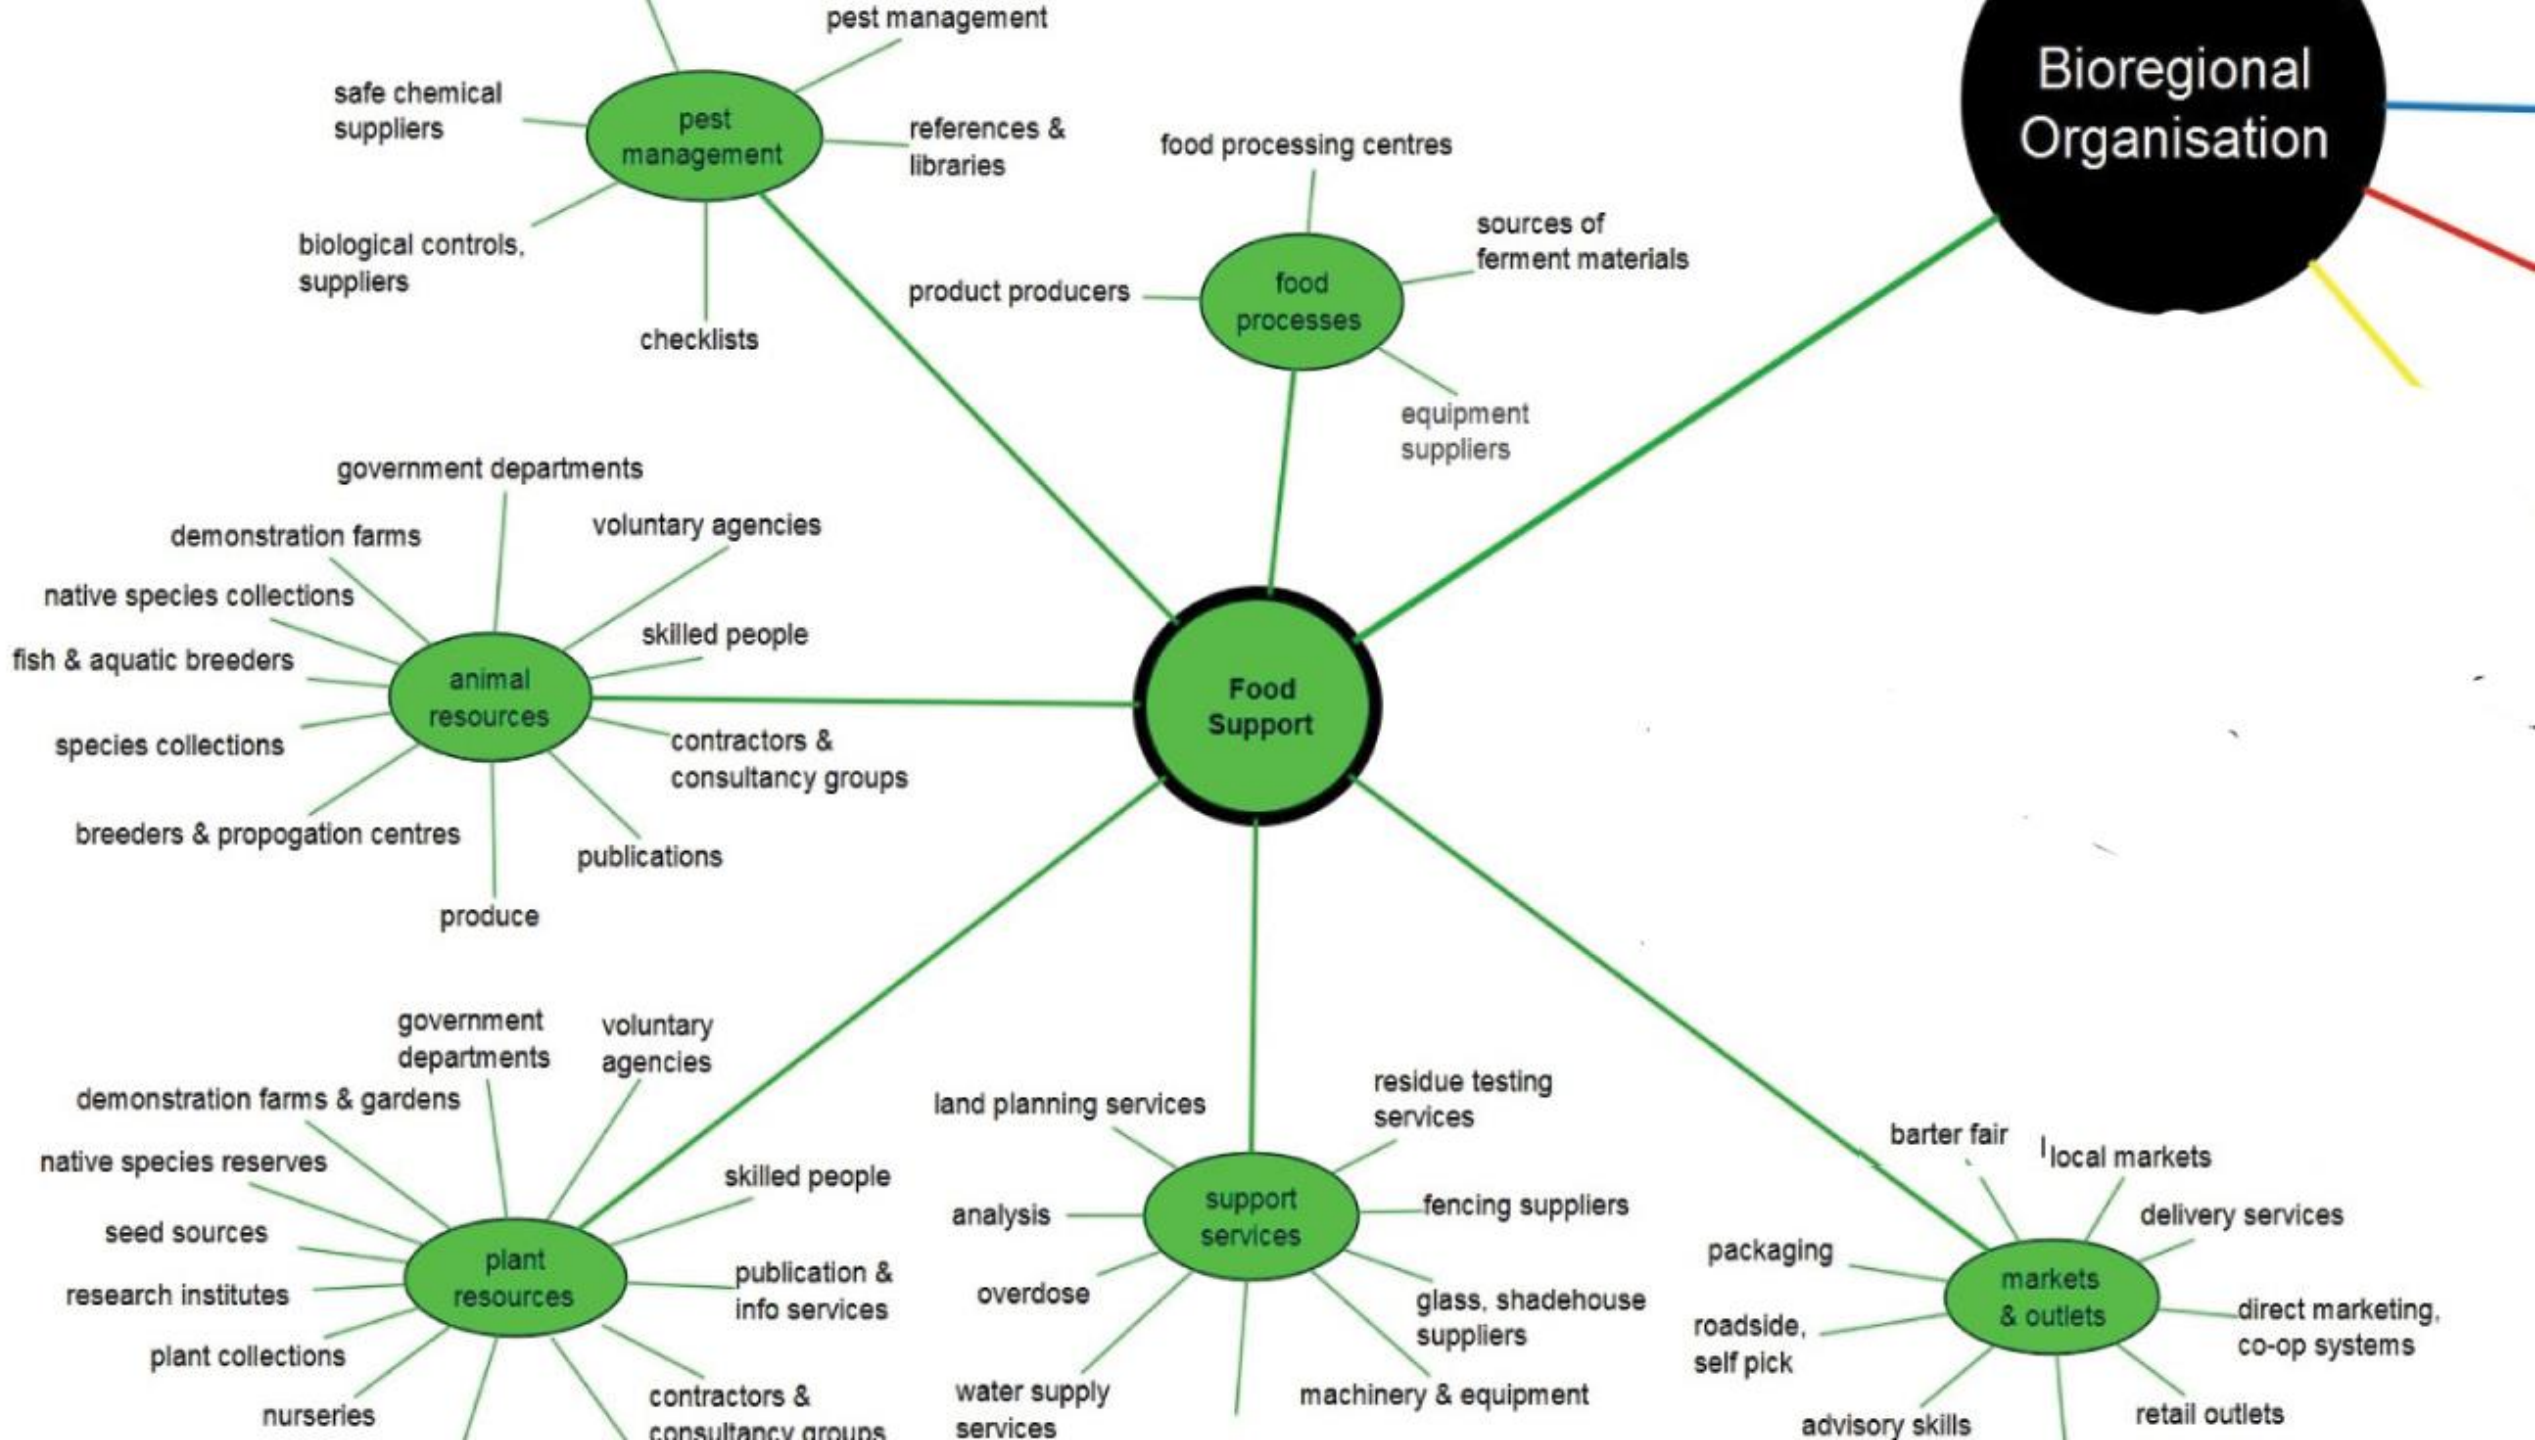 pest management
Bioregional
Organisation
safe chemical
suppliers
pest
management
references &
libraries
biological controls,
suppliers
checklists
food processing centres
sources of
ferment materials
product producers
food
processes
equipment
suppliers
government departments
demonstration farms
voluntary agencies
native species collections
skilled people
fish & aquatic breeders
animal
resources
species collections
contractors &
consultancy groups
breeders & propogation centres
publications
produce
Food
Support
government
departments
voluntary
agencies
demonstration farms & gardens
native species reserves
skilled people
seed sources
plant
resources
publication &
info services
research institutes
plant collections
nurseries
contractors &
consultancy groups
land planning services
residue testing
services
analysis
support
services
fencing suppliers
overdose
glass, shadehouse
suppliers
water supply
services
machinery & equipment
barter fair
local markets
delivery services
packaging
markets
& outlets
roadside,
self pick
direct marketing,
co-op systems
advisory skills
retail outlets